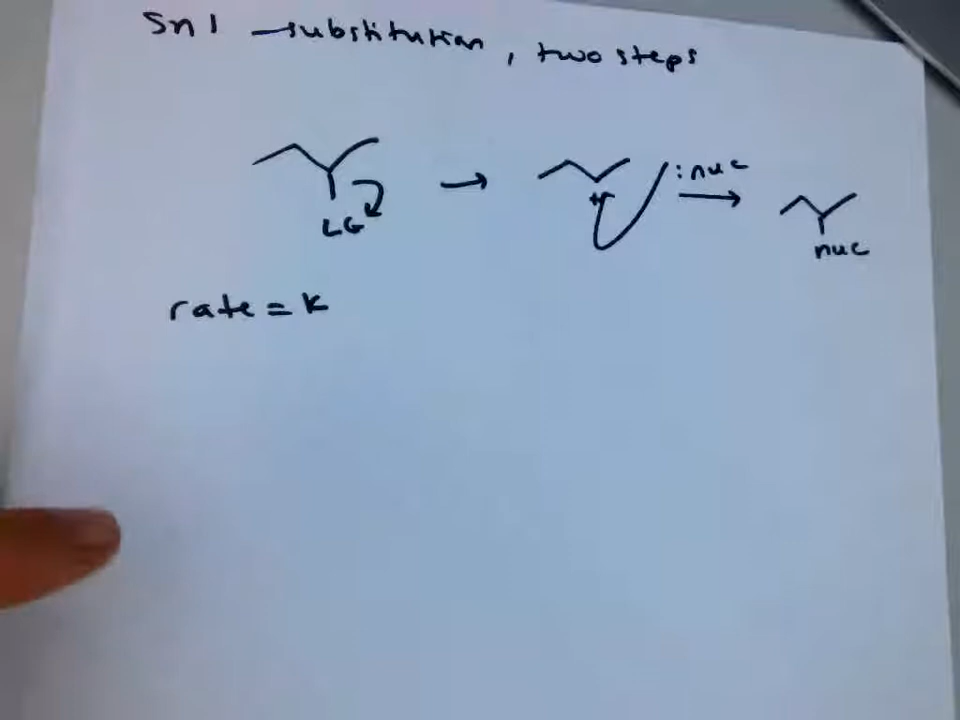 Sn1 — substitution, two steps
:nuc
LG
nuc
rate = k